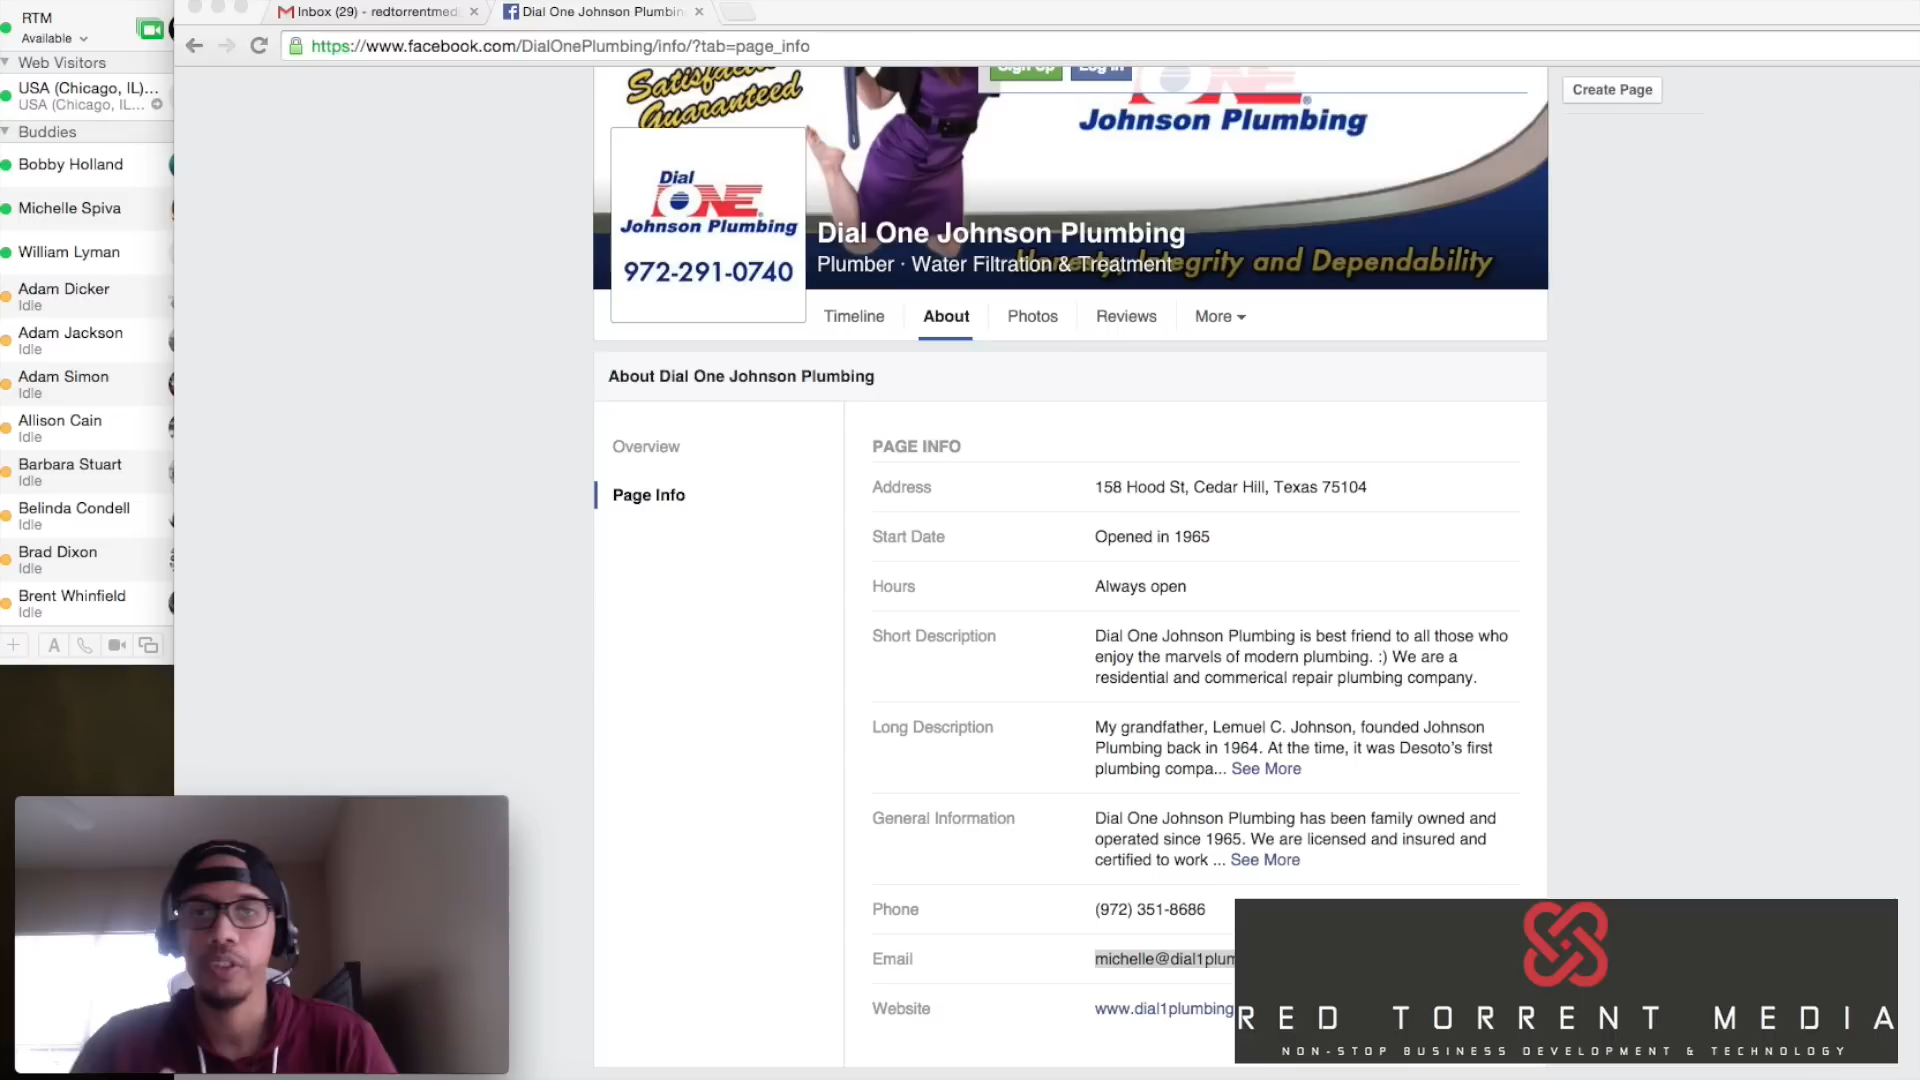 RTM
Available
Web Visitors
USA (Chicago, IL)...
USA (Chicago, IL...
Buddies
Bobby Holland
Michelle Spiva
William Lyman
Adam Dicker
Idle
Adam Jackson
Idle
Adam Simon
Idle
Allison Cain
Idle
Barbara Stuart
Idle
Belinda Condell
Idle
Brad Dixon
Idle
Brent Whinfield
Idle
A
Inbox (29) - redtorrentmed
Dial One Johnson Plumbin
https://www.facebook.com/DialOnePlumbing/info/?tab=page_info
Sign Up Log In
Create Page
Guaranteed
ONE®
Johnson Plumbing
Dial
ONE®
Johnson Plumbing
972-291-0740
Dial One Johnson Plumbing
Plumber · Water Filtration & Treatment
Honesty, Integrity and Dependability
Timeline
About
Photos
Reviews
More
About Dial One Johnson Plumbing
Overview
Page Info
PAGE INFO
Address 158 Hood St, Cedar Hill, Texas 75104
Start Date Opened in 1965
Hours Always open
Short Description Dial One Johnson Plumbing is best friend to all those who
enjoy the marvels of modern plumbing. :) We are a
residential and commerical repair plumbing company.
Long Description My grandfather, Lemuel C. Johnson, founded Johnson
Plumbing back in 1964. At the time, it was Desoto's first
plumbing compa... See More
General Information Dial One Johnson Plumbing has been family owned and
operated since 1965. We are licensed and insured and
certified to work ... See More
Phone (972) 351-8686
Email michelle@dial1plum
Website www.dial1plumbing
RED TORRENT MEDIA
NON-STOP BUSINESS DEVELOPMENT & TECHNOLOGY